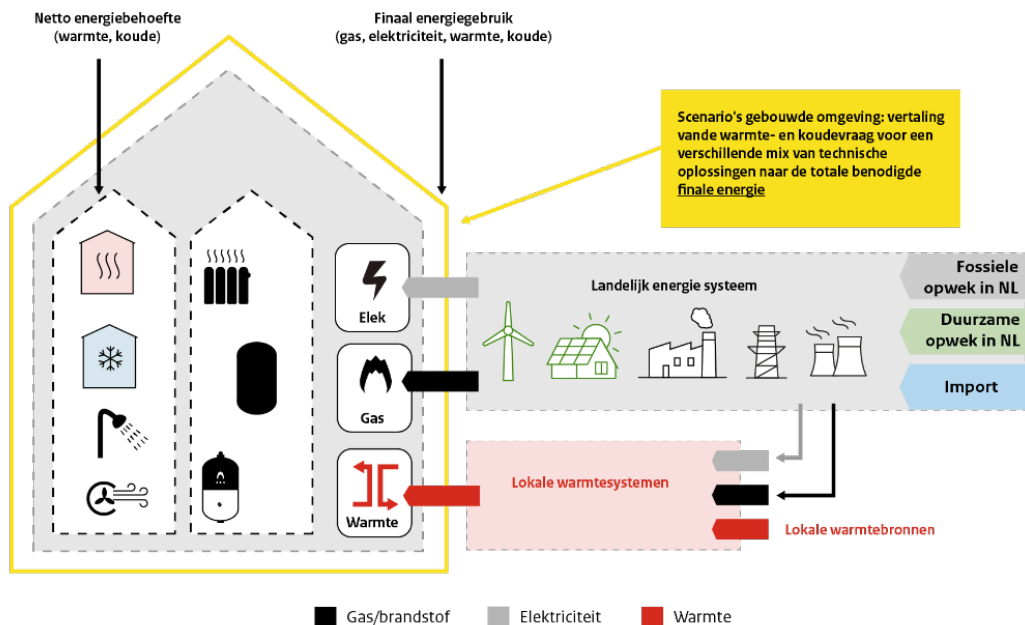 Netto energiebehoefte
(warmte, koude)
Finaal energiegebruik
(gas, elektriciteit, warmte, koude)
Scenario's gebouwde omgeving: vertaling
vande warmte- en koudevraag voor een
verschillende mix van technische
oplossingen naar de totale benodigde
finale energie
Elek
Gas
Warmte
Landelijk energie systeem
Fossiele
opwek in NL
Duurzame
opwek in NL
Import
Lokale warmtesystemen
Lokale warmtebronnen
Gas/brandstof
Elektriciteit
Warmte